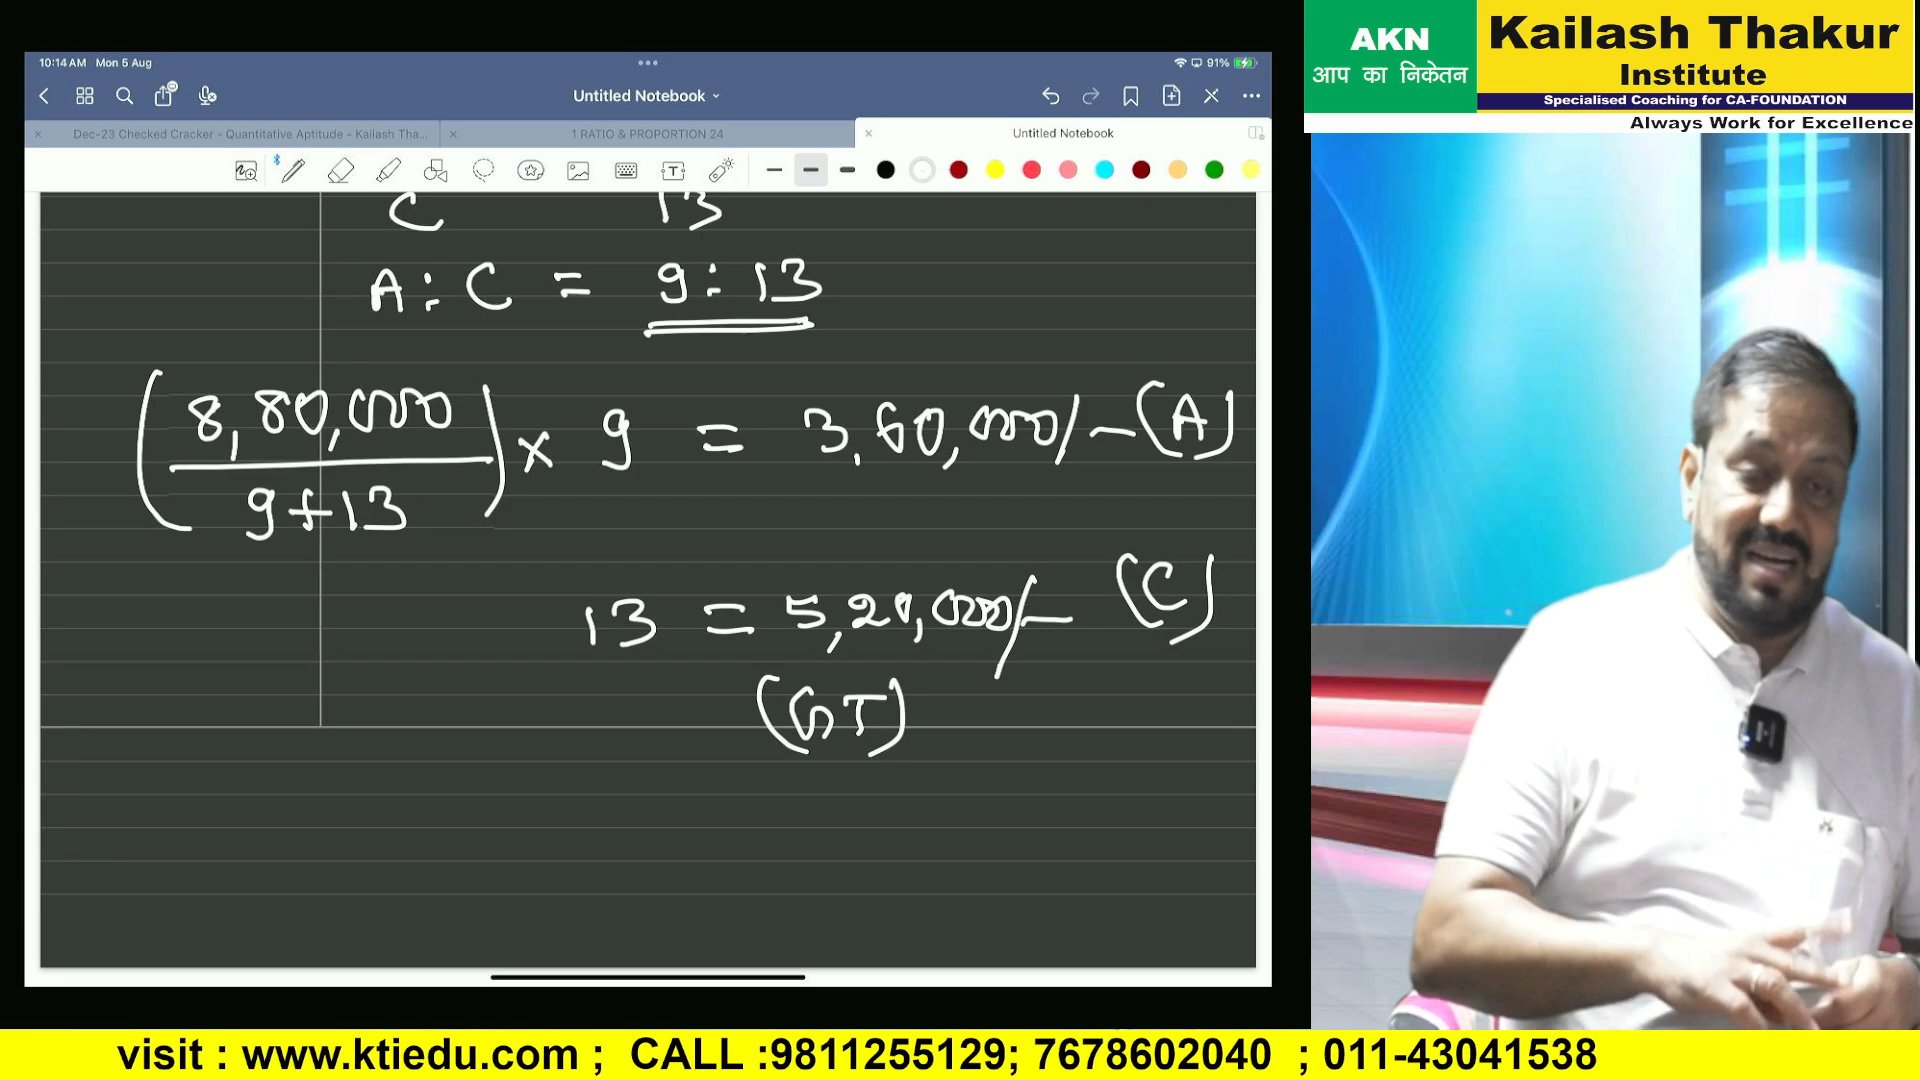 AKN
आप का निकेतन
Kailash Thakur
Institute
Specialised Coaching for CA-FOUNDATION
Always Work for Excellence
10:14 AM Mon 5 Aug
91%
Untitled Notebook
Dec-23 Checked Cracker - Quantitative Aptitude - Kailash Tha...
1 RATIO & PROPORTION 24
Untitled Notebook
C 13
A : C = 9 : 13
(8,80,000 / 9+13) × 9 = 3,60,000/- (A)
13 = 5,20,000/- (C)
(GT)
visit : www.ktiedu.com ; CALL :9811255129; 7678602040 ; 011-43041538